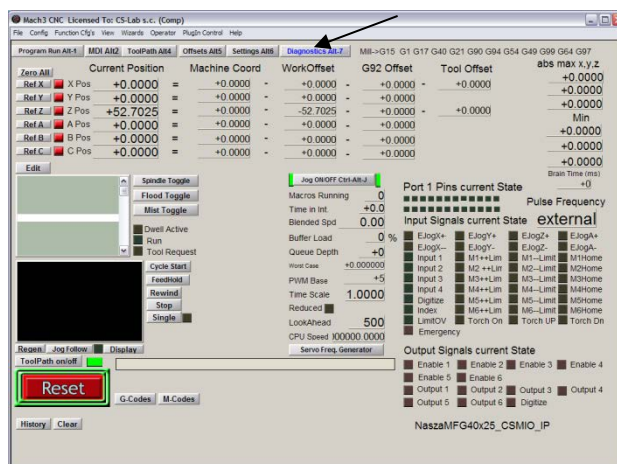 Mach3 CNC Licensed To: CS-Lab s.c. (Comp)
File Config Function Cfg's View Wizards Operator PlugIn Control Help
Program Run Alt-1 MDI Alt2 ToolPath Alt4 Offsets Alt5 Settings Alt6 Diagnostics Alt-7 Mill->G15 G1 G17 G40 G21 G90 G94 G54 G49 G99 G64 G97
Zero All Current Position Machine Coord WorkOffset G92 Offset Tool Offset abs max x,y,z
Ref X X Pos +0.0000 = +0.0000 - +0.0000 - +0.0000 - +0.0000 +0.0000
Ref Y Y Pos +0.0000 = +0.0000 - +0.0000 - +0.0000 +0.0000
Ref Z Z Pos +52.7025 = +0.0000 - -52.7025 - +0.0000 - +0.0000 +0.0000
Min
Ref A A Pos +0.0000 = +0.0000 - +0.0000 - +0.0000 +0.0000
Ref B B Pos +0.0000 = +0.0000 - +0.0000 - +0.0000 +0.0000
Ref C C Pos +0.0000 = +0.0000 - +0.0000 - +0.0000 +0.0000
Edit Brain Time (ms)
+0
Spindle Toggle
Flood Toggle
Mist Toggle
Dwell Active
Run
Tool Request
Cycle Start
FeedHold
Rewind
Stop
Single
Jog ON/OFF Ctrl-Alt-J
Macros Running 0
Time in Int. +0.0
Blended Spd 0.00
Buffer Load 0 %
Queue Depth +0
Worst Case +0.000000
PWM Base +5
Time Scale 1.0000
Reduced
LookAhead 500
CPU Speed
Servo Freq. Generator
Port 1 Pins current State
Pulse Frequency
Input Signals current State external
EJogX+ EJogY+ EJogZ+ EJogA+
EJogX-- EJogY- EJogZ- EJogA-
Input 1 M1++Lim M1--Limit M1Home
Input 2 M2 ++Lim M2--Limit M2Home
Input 3 M3++Lim M3--Limit M3Home
Input 4 M4++Lim M4--Limit M4Home
Digitize M5++Lim M5--Limit M5Home
Index M6++Lim M6--Limit M6Home
LimitOV Torch On Torch UP Torch Dn
Emergency
Output Signals current State
Enable 1 Enable 2 Enable 3 Enable 4
Enable 5 Enable 6
Output 1 Output 2 Output 3 Output 4
Output 5 Output 6 Digitize
Regen Jog Follow Display
ToolPath on/off
Reset
G-Codes M-Codes
History Clear
NaszaMFG40x25_CSMIO_IP